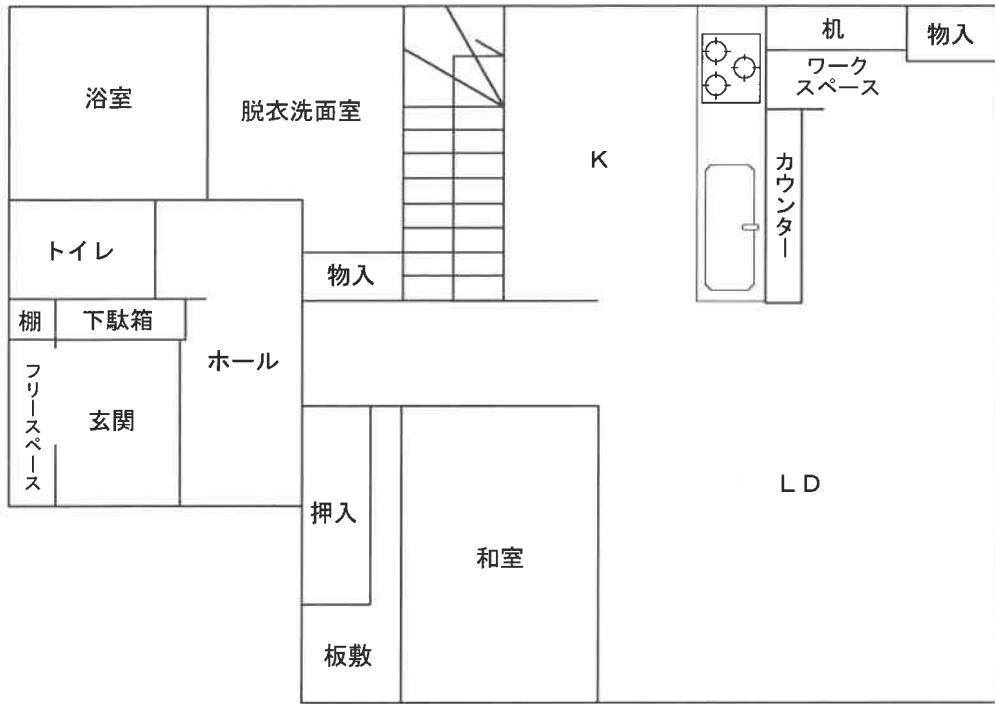 浴室
脱衣洗面室
K
机
物入
ワーク
スペース
カウンター
トイレ
物入
棚
下駄箱
ホール
フリースペース
玄関
LD
押入
和室
板敷